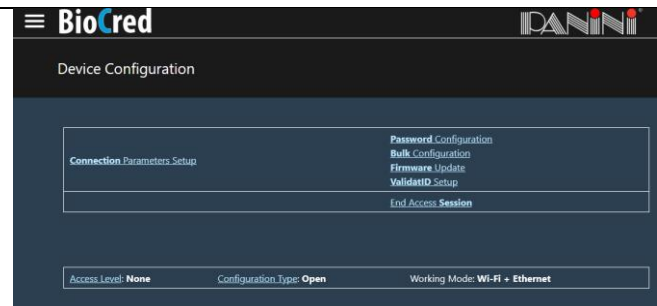 BioCred
PANINI
Device Configuration
Connection Parameters Setup
Password Configuration
Bulk Configuration
Firmware Update
ValidatID Setup
End Access Session
Access Level: None Configuration Type: Open Working Mode: Wi-Fi + Ethernet